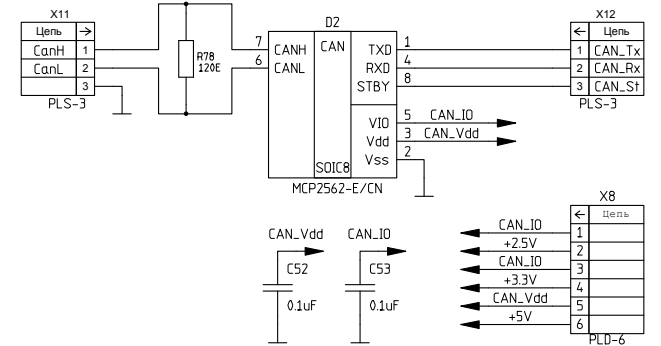 X11
Цепь
CanH 1
CanL 2
3
PLS-3
R78
120E
D2
CAN
7 CANH
6 CANL
TXD 1
RXD 4
STBY 8
VIO 5 CAN_IO
Vdd 3 CAN_Vdd
Vss 2
SOIC8
MCP2562-E/CN
X12
Цепь
1 CAN_Tx
2 CAN_Rx
3 CAN_St
PLS-3
CAN_Vdd
C52
0.1uF
CAN_IO
C53
0.1uF
X8
Цепь
CAN_IO 1
+2.5V 2
CAN_IO 3
+3.3V 4
CAN_Vdd 5
+5V 6
PLD-6